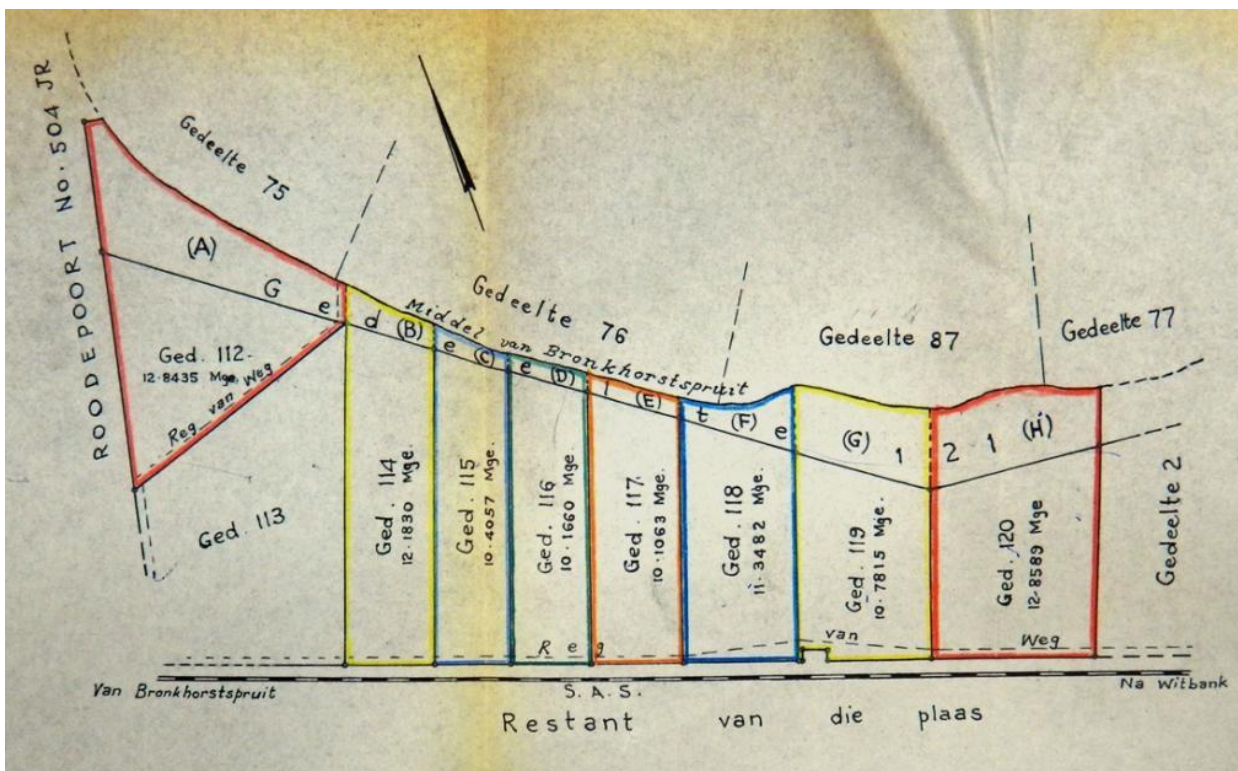 ROODEPOORT No. 504 JR
Gedeelte 75
(A)
Gedeelte 121
Ged. 112.
12.8435 Mge.
Reg van Weg
Ged. 113
Gedeelte 76
Middel van Bronkhorstspruit
(B)
(C)
(D)
(E)
(F)
(G)
(H)
Gedeelte 87
Gedeelte 77
Ged. 114
12.1830 Mge.
Ged. 115
10.4057 Mge.
Ged. 116
10.1660 Mge
Ged. 117.
10.1063 Mge.
Ged. 118
11.3482 Mge.
Ged. 119
10.7815 Mge.
Ged. 120
12.8589 Mge
Gedeelte 2
Reg van Weg
Van Bronkhorstspruit
S.A.S.
Na Witbank
Restant van die plaas